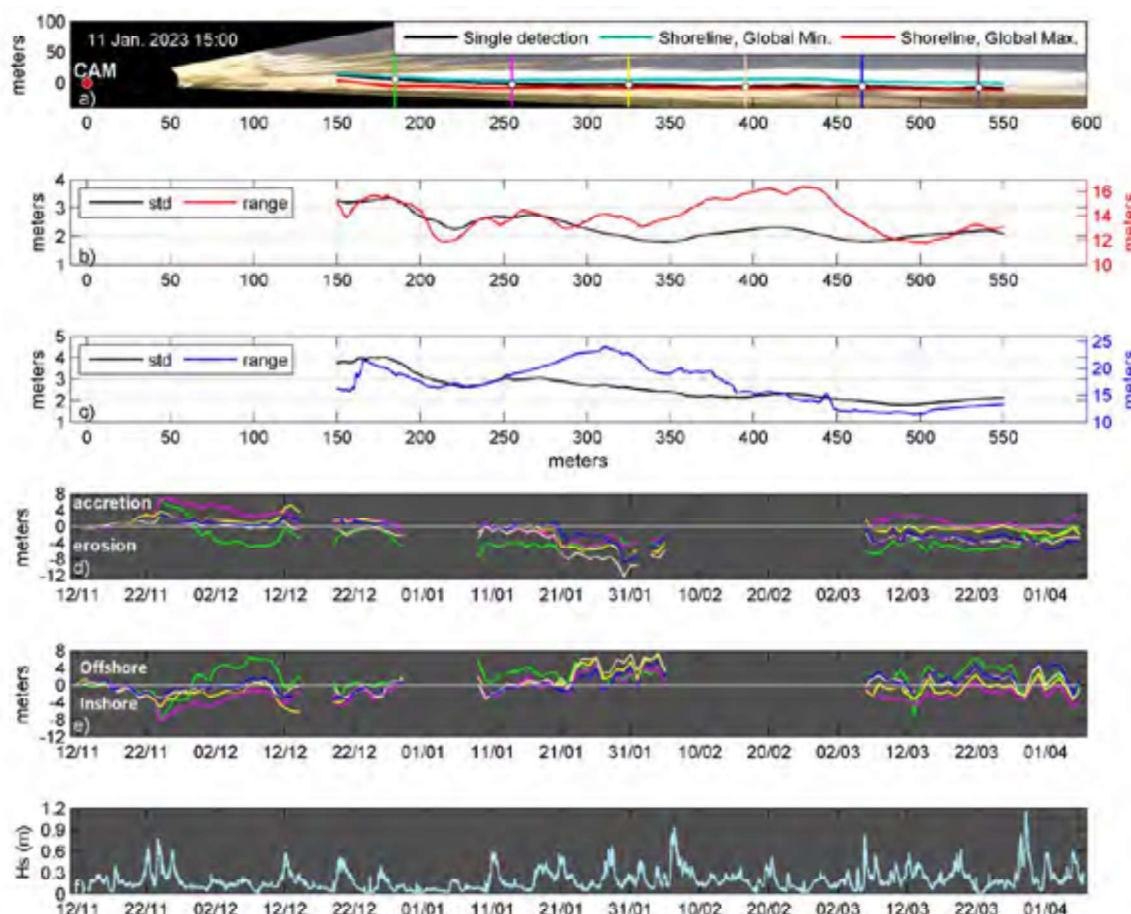 100
50
0
meters
11 Jan. 2023 15:00
CAM
a)
Single detection Shoreline, Global Min. Shoreline, Global Max.
0 50 100 150 200 250 300 350 400 450 500 550 600
4
3
2
1
meters
std range
b)
16
14
12
10
meters
0 50 100 150 200 250 300 350 400 450 500 550
5
4
3
2
1
meters
std range
c)
25
20
15
10
meters
0 50 100 150 200 250 300 350 400 450 500 550
meters
8
4
0
-4
-8
-12
meters
accretion
erosion
d)
12/11 22/11 02/12 12/12 22/12 01/01 11/01 21/01 31/01 10/02 20/02 02/03 12/03 22/03 01/04
8
4
0
-4
-8
-12
meters
Offshore
Inshore
e)
12/11 22/11 02/12 12/12 22/12 01/01 11/01 21/01 31/01 10/02 20/02 02/03 12/03 22/03 01/04
1.2
0.9
0.6
0.3
0
Hs (m)
f)
12/11 22/11 02/12 12/12 22/12 01/01 11/01 21/01 31/01 10/02 20/02 02/03 12/03 22/03 01/04